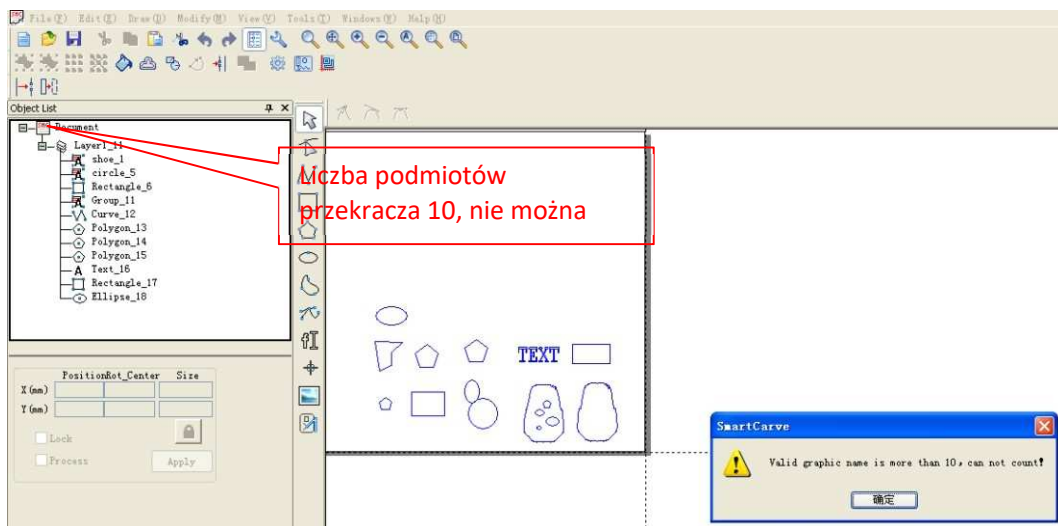 File(F) Edit(E) Draw(D) Modify(M) View(V) Tools(T) Windows(W) Help(H)
Object List
Document
Layer1_11
shoe_1
circle_5
Rectangle_6
Group_11
Curve_12
Polygon_13
Polygon_14
Polygon_15
Text_16
Rectangle_17
Ellipse_18
Liczba podmiotów
przekracza 10, nie można
TEXT
Position Rot_Center Size
X(mm)
Y(mm)
Lock
Process Apply
SmartCarve
Valid graphic name is more than 10, can not count!
确定